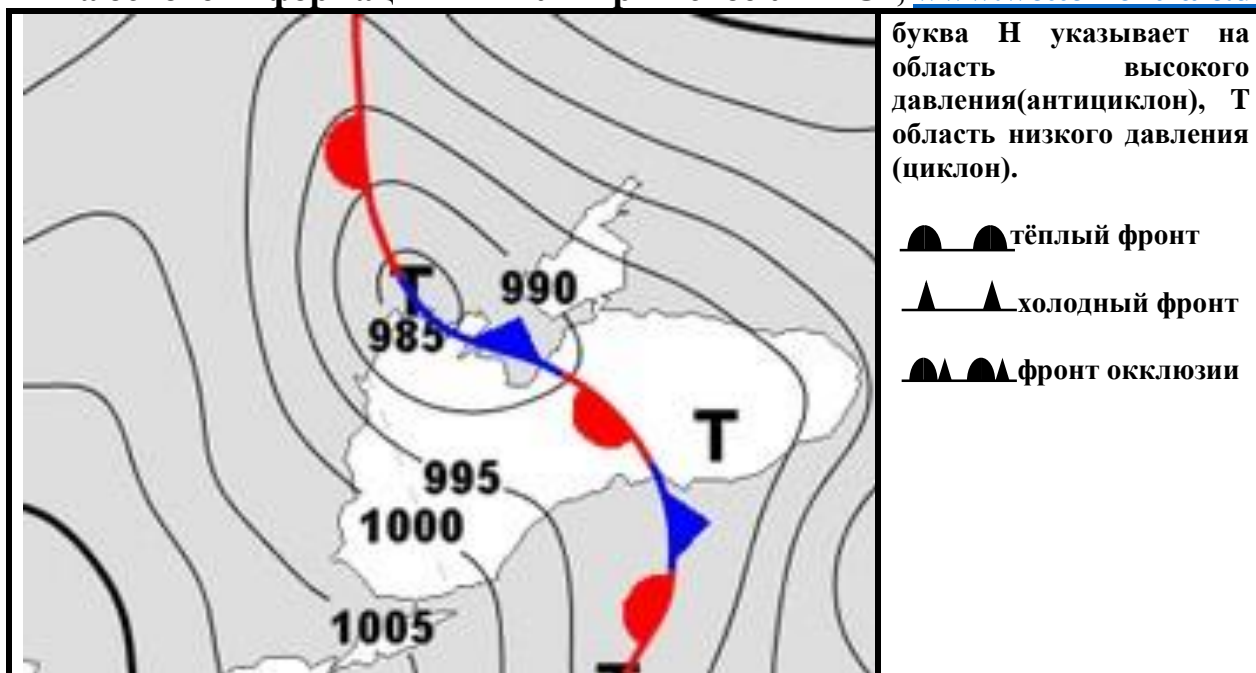 буква Н указывает на
область высокого
давления(антициклон), Т
область низкого давления
(циклон).
тёплый фронт
холодный фронт
фронт окклюзии
Т
990
985
Т
995
1000
1005